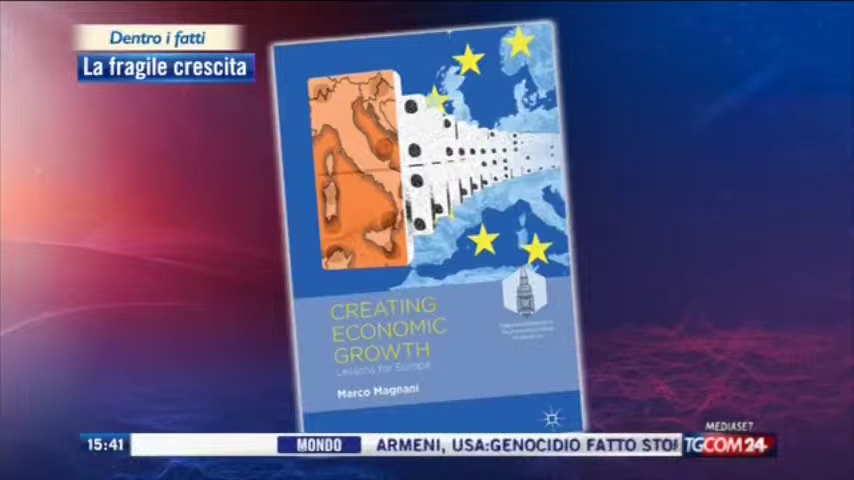 Dentro i fatti
La fragile crescita
CREATING
ECONOMIC
GROWTH
Lessons for Europe
Marco Magnani
MEDIASET
15:41
MONDO
ARMENI, USA:GENOCIDIO FATTO STO
TGCOM24